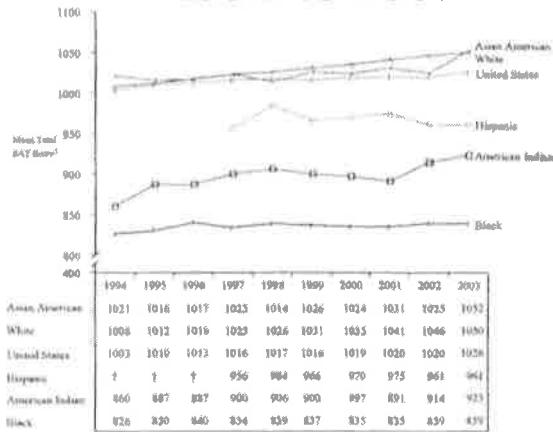 1100
1050
1000
950
900
850
800
400
Mean Total
SAT Score
Asian American
White
United States
Hispanic
American Indian
Black
1994 1995 1996 1997 1998 1999 2000 2001 2002 2003
Asian American 1021 1016 1017 1023 1014 1026 1024 1031 1025 1052
White 1008 1012 1018 1023 1026 1031 1035 1041 1046 1050
United States 1003 1010 1013 1016 1017 1016 1019 1020 1020 1026
Hispanic † † † 956 984 966 970 975 961 961
American Indian 860 887 887 900 906 900 897 891 914 923
Black 826 830 840 834 839 837 835 835 839 839